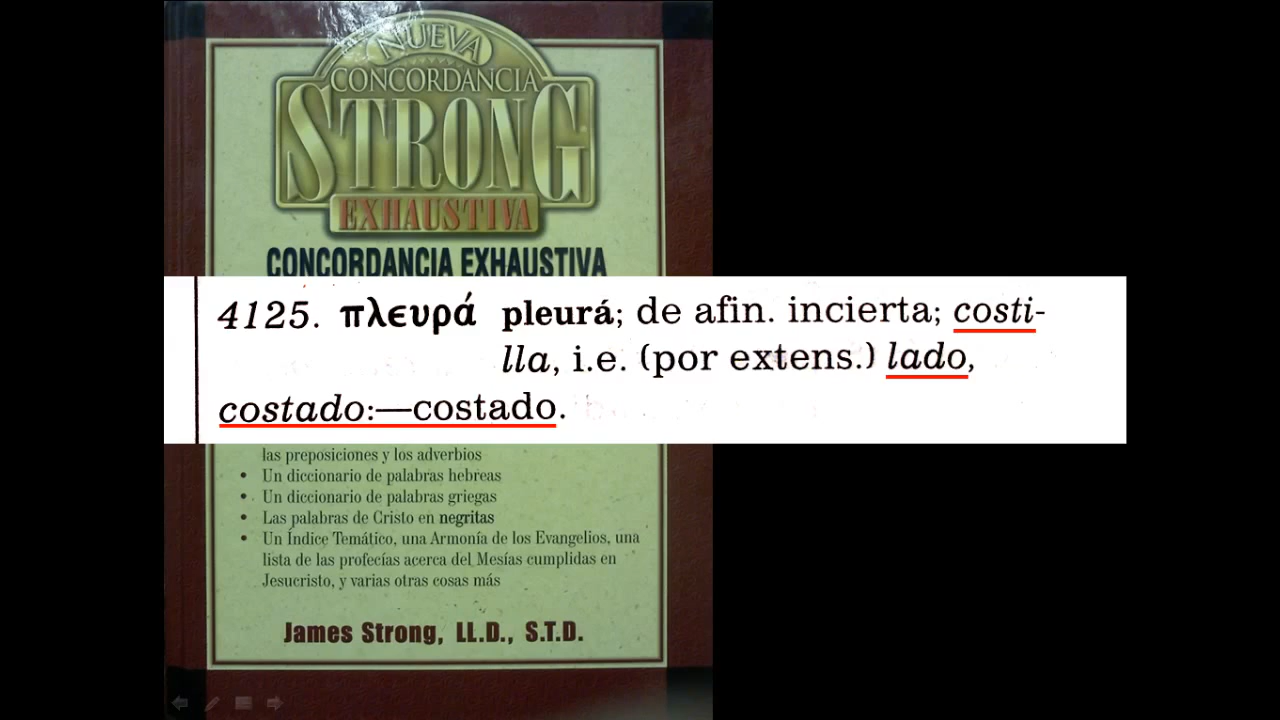 NUEVA
CONCORDANCIA
STRONG
EXHAUSTIVA
CONCORDANCIA EXHAUSTIVA
4125. πλευρά pleurá; de afin. incierta; costi-
lla, i.e. (por extens.) lado,
costado:—costado.
las preposiciones y los adverbios
• Un diccionario de palabras hebreas
• Un diccionario de palabras griegas
• Las palabras de Cristo en negritas
• Un Índice Temático, una Armonía de los Evangelios, una
lista de las profecías acerca del Mesías cumplidas en
Jesucristo, y varias otras cosas más
James Strong, LL.D., S.T.D.